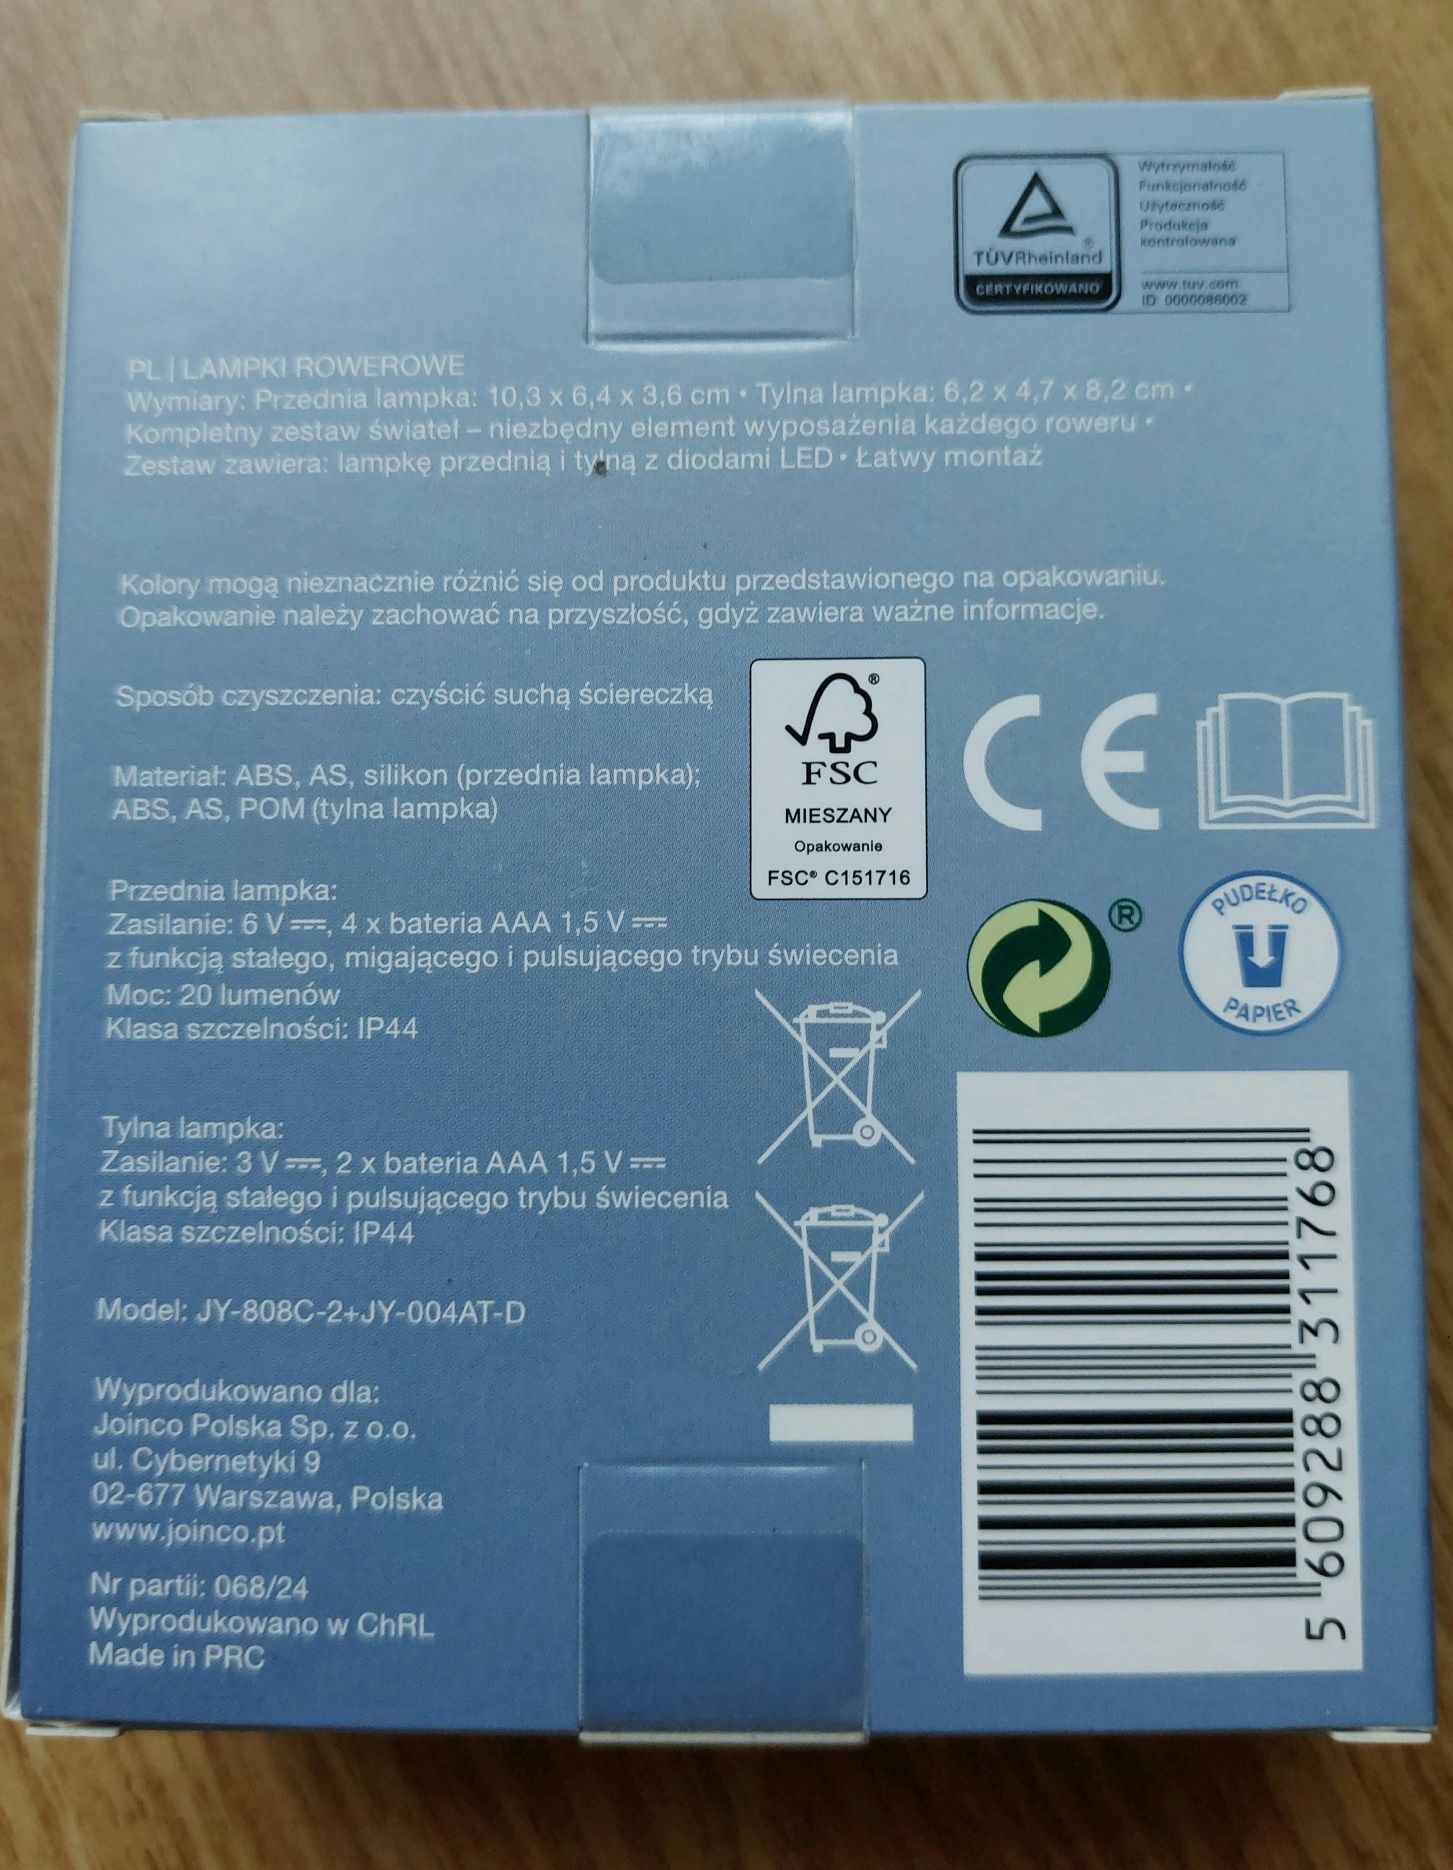 Wytrzymałość
Funkcjonalność
Użyteczność
Produkcja
kontrolowana
TÜVRheinland ®
CERTYFIKOWANO
www.tuv.com
ID 0000086002
PL | LAMPKI ROWEROWE
Wymiary: Przednia lampka: 10,3 x 6,4 x 3,6 cm • Tylna lampka: 6,2 x 4,7 x 8,2 cm •
Kompletny zestaw świateł – niezbędny element wyposażenia każdego roweru •
Zestaw zawiera: lampkę przednią i tylną z diodami LED • Łatwy montaż
Kolory mogą nieznacznie różnić się od produktu przedstawionego na opakowaniu.
Opakowanie należy zachować na przyszłość, gdyż zawiera ważne informacje.
Sposób czyszczenia: czyścić suchą ściereczką
Materiał: ABS, AS, silikon (przednia lampka);
ABS, AS, POM (tylna lampka)
®
FSC
MIESZANY
Opakowanie
FSC® C151716
CE
Przednia lampka:
Zasilanie: 6 V ⎓, 4 x bateria AAA 1,5 V ⎓
z funkcją stałego, migającego i pulsującego trybu świecenia
Moc: 20 lumenów
Klasa szczelności: IP44
®
PUDEŁKO
PAPIER
Tylna lampka:
Zasilanie: 3 V ⎓, 2 x bateria AAA 1,5 V ⎓
z funkcją stałego i pulsującego trybu świecenia
Klasa szczelności: IP44
Model: JY-808C-2+JY-004AT-D
Wyprodukowano dla:
Joinco Polska Sp. z o.o.
ul. Cybernetyki 9
02-677 Warszawa, Polska
www.joinco.pt
Nr partii: 068/24
Wyprodukowano w ChRL
Made in PRC
5 609288 311768